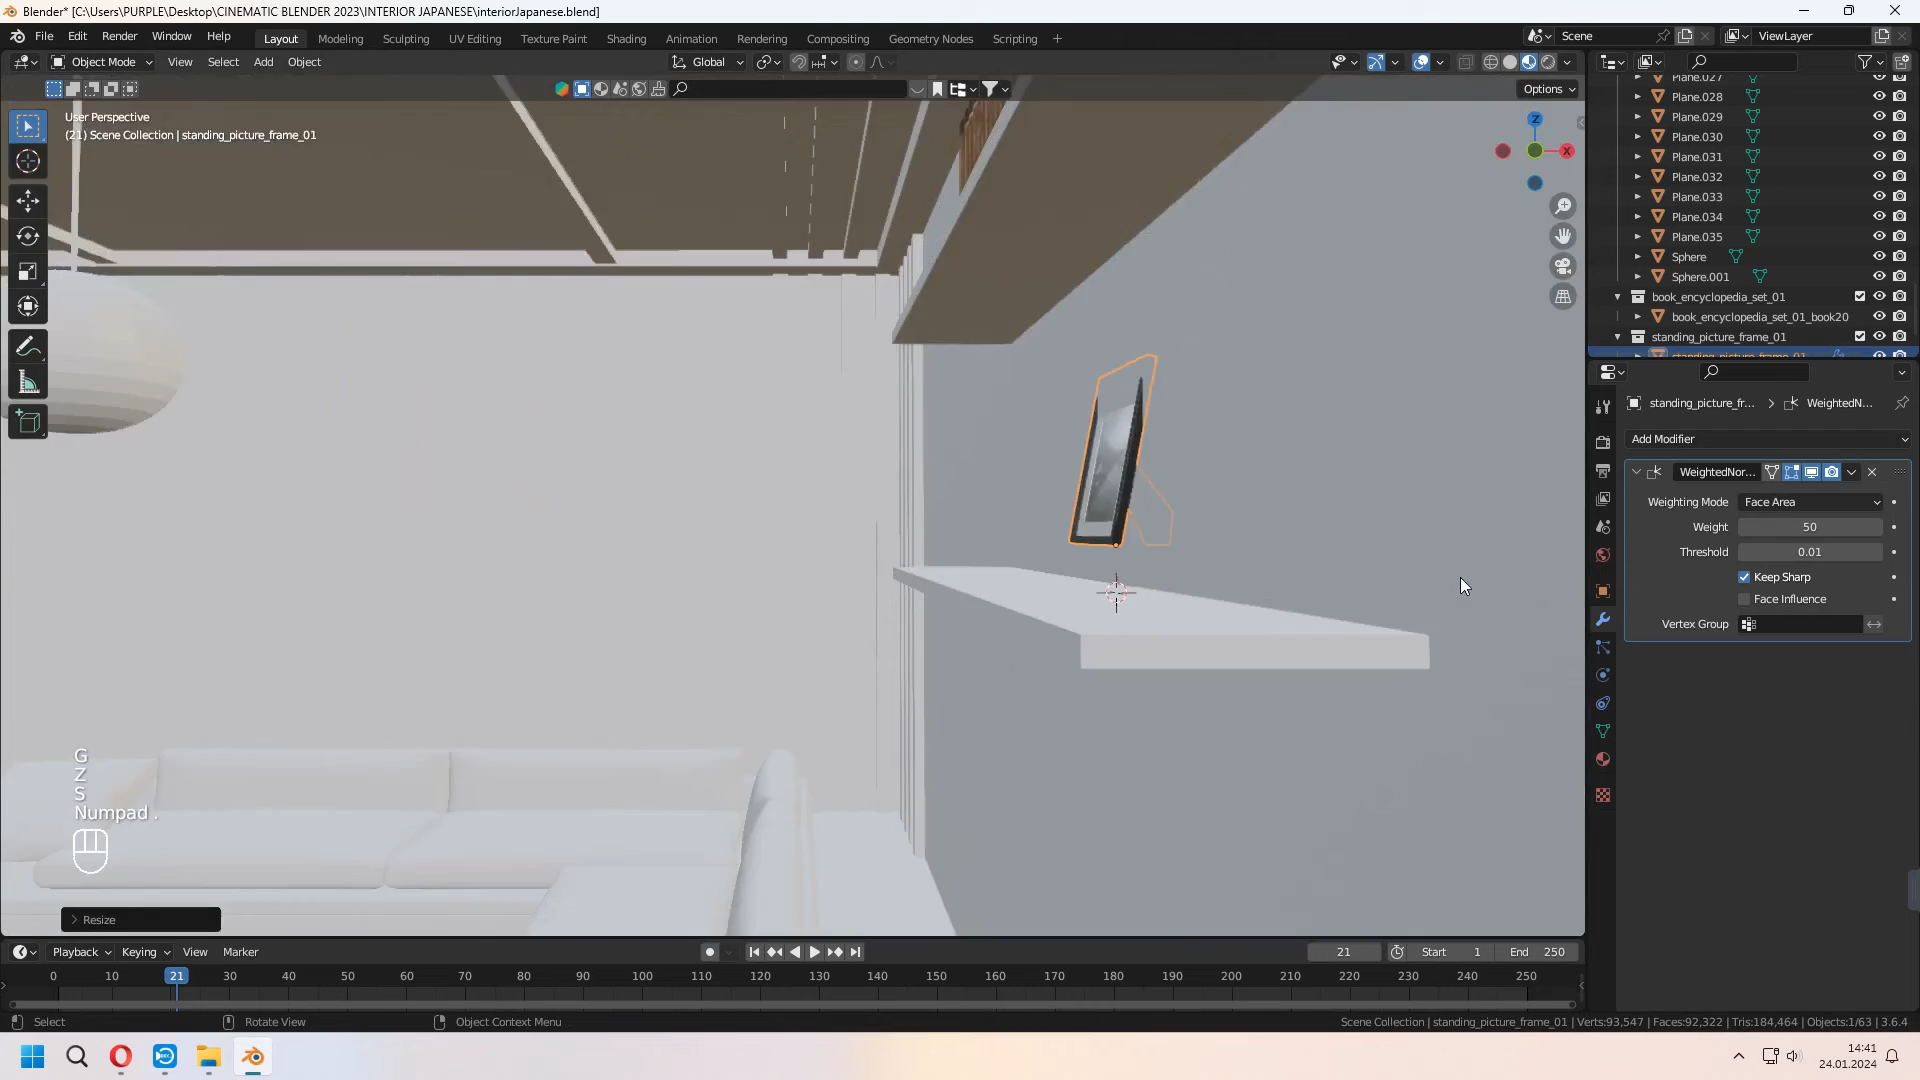 Blender* [C:\Users\PURPLE\Desktop\CINEMATIC BLENDER 2023\INTERIOR JAPANESE\interiorJapanese.blend]
File Edit Render Window Help Layout Modeling Sculpting UV Editing Texture Paint Shading Animation Rendering Compositing Geometry Nodes Scripting + Scene ViewLayer
Object Mode View Select Add Object Global
Options
User Perspective
(21) Scene Collection | standing_picture_frame_01
Z
X
Plane.027
Plane.028
Plane.029
Plane.030
Plane.031
Plane.032
Plane.033
Plane.034
Plane.035
Sphere
Sphere.001
book_encyclopedia_set_01
book_encyclopedia_set_01_book20
standing_picture_frame_01
standing_picture_frame_01
standing_picture_fr... > WeightedN...
Add Modifier
WeightedNor...
Weighting Mode Face Area
Weight 50
Threshold 0.01
Keep Sharp
Face Influence
Vertex Group
G
Z
S
Numpad .
> Resize
Playback Keying View Marker 21 Start 1 End 250
0 10 21 30 40 50 60 70 80 90 100 110 120 130 140 150 160 170 180 190 200 210 220 230 240 250
Select Rotate View Object Context Menu Scene Collection | standing_picture_frame_01 | Verts:93,547 | Faces:92,322 | Tris:184,464 | Objects:1/63 | 3.6.4
14:41
24.01.2024